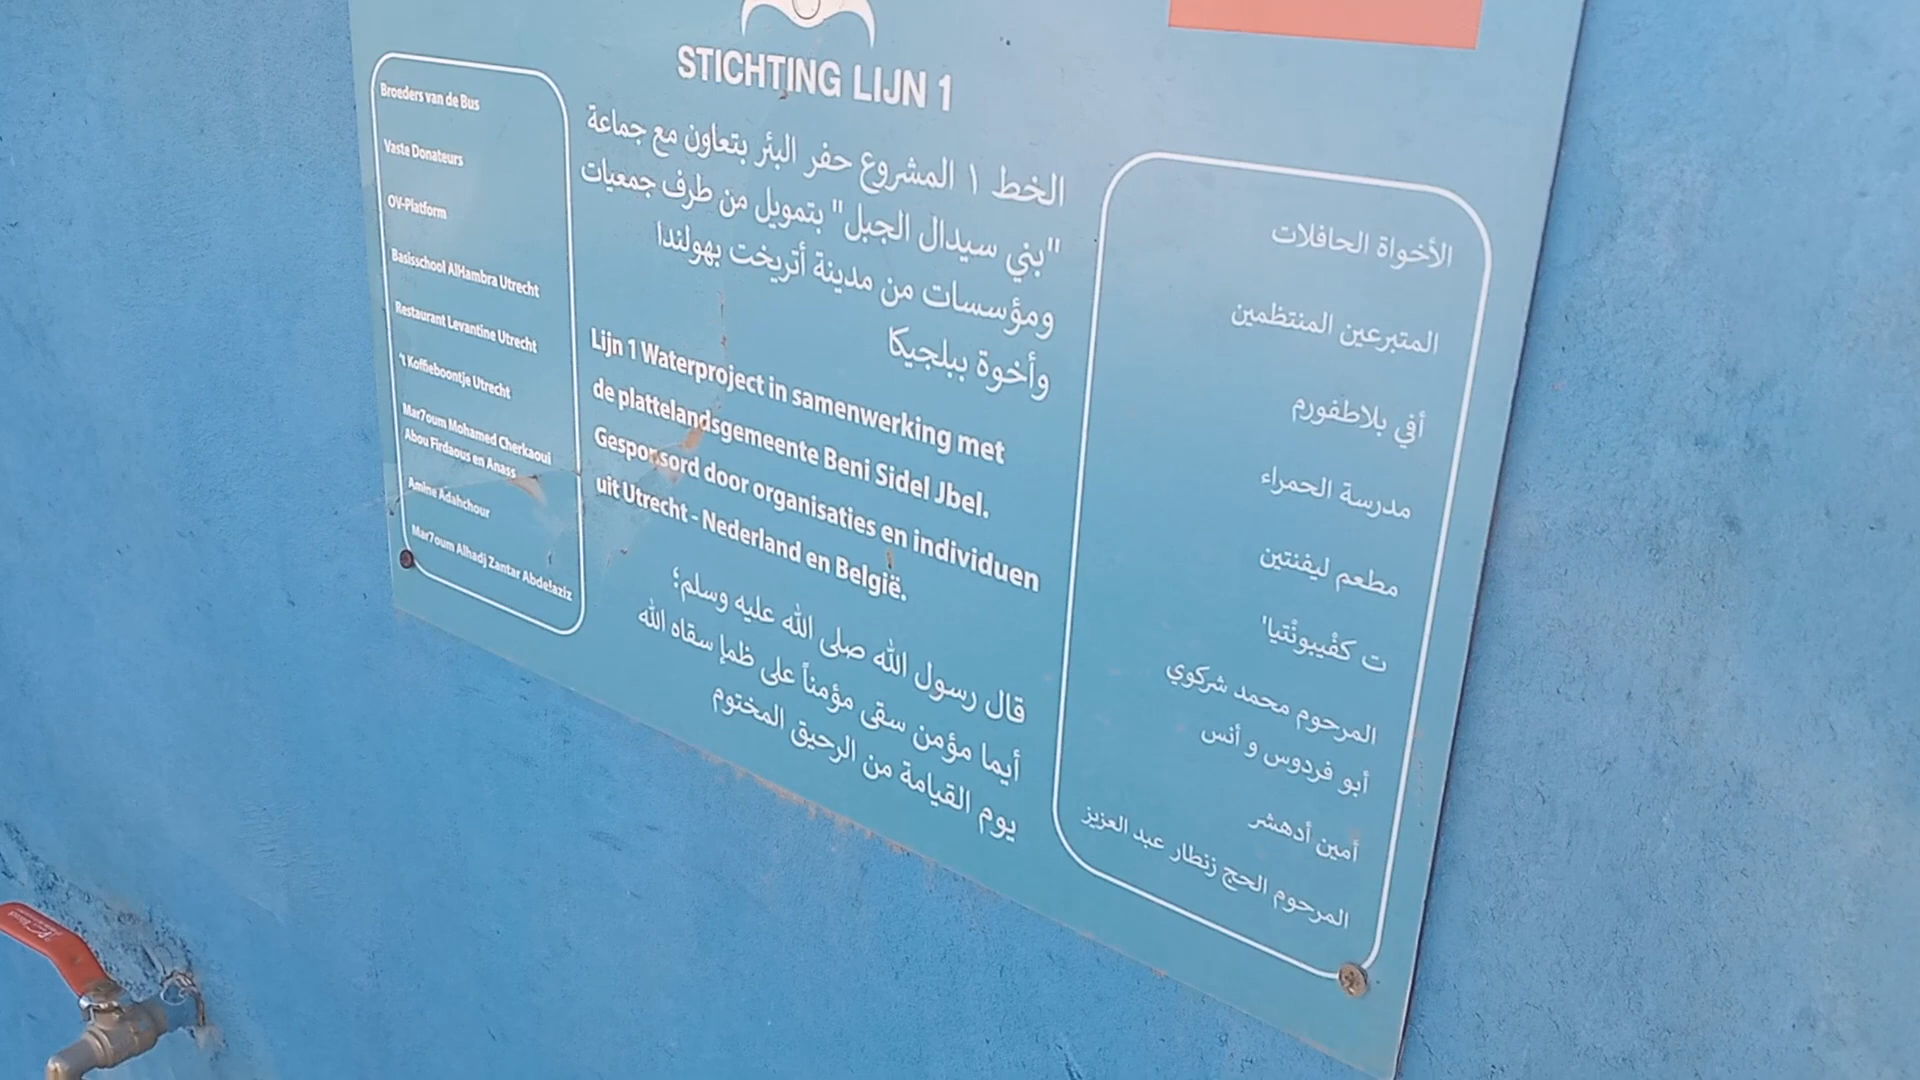 STICHTING LIJN 1
Broeders van de Bus
Vaste Donateurs
OV-Platform
Basisschool AlHambra Utrecht
Restaurant Levantine Utrecht
't Koffieboontje Utrecht
Mar7oum Mohamed Cherkaoui
Abou Firdaous en Anass
Amine Adahchour
Mar7oum Alhadj Zantar Abdelaziz
الخط ١ المشروع حفر البئر بتعاون مع جماعة
"بني سيدال الجبل" بتمويل من طرف جمعيات
ومؤسسات من مدينة أتريخت بهولندا
وأخوة ببلجيكا
Lijn 1 Waterproject in samenwerking met
de plattelandsgemeente Beni Sidel Jbel.
Gesponsord door organisaties en individuen
uit Utrecht - Nederland en België.
قال رسول الله صلى الله عليه وسلم؛
أيما مؤمن سقى مؤمناً على ظمإ سقاه الله
يوم القيامة من الرحيق المختوم
الأخواة الحافلات
المتبرعين المنتظمين
أفي بلاطفورم
مدرسة الحمراء
مطعم ليفنتين
ت كفْيبونْتيا'
المرحوم محمد شركوي
أبو فردوس و أنس
أمين أدهشر
المرحوم الحج زنطار عبد العزيز